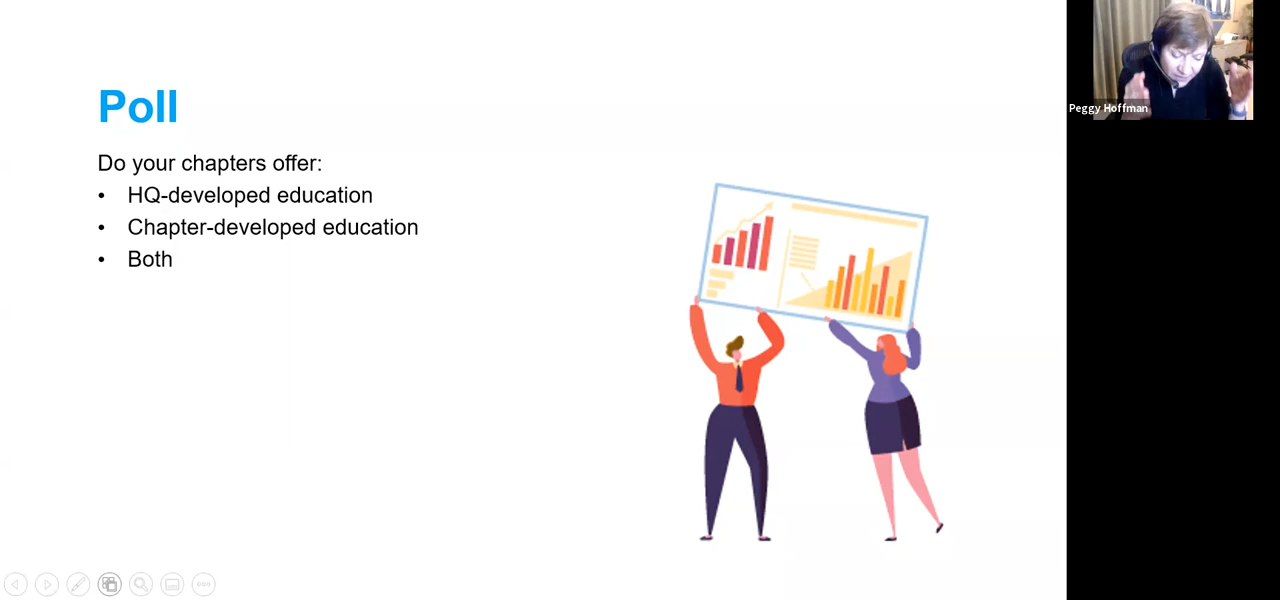 Poll
Do your chapters offer:
• HQ-developed education
• Chapter-developed education
• Both
Peggy Hoffman